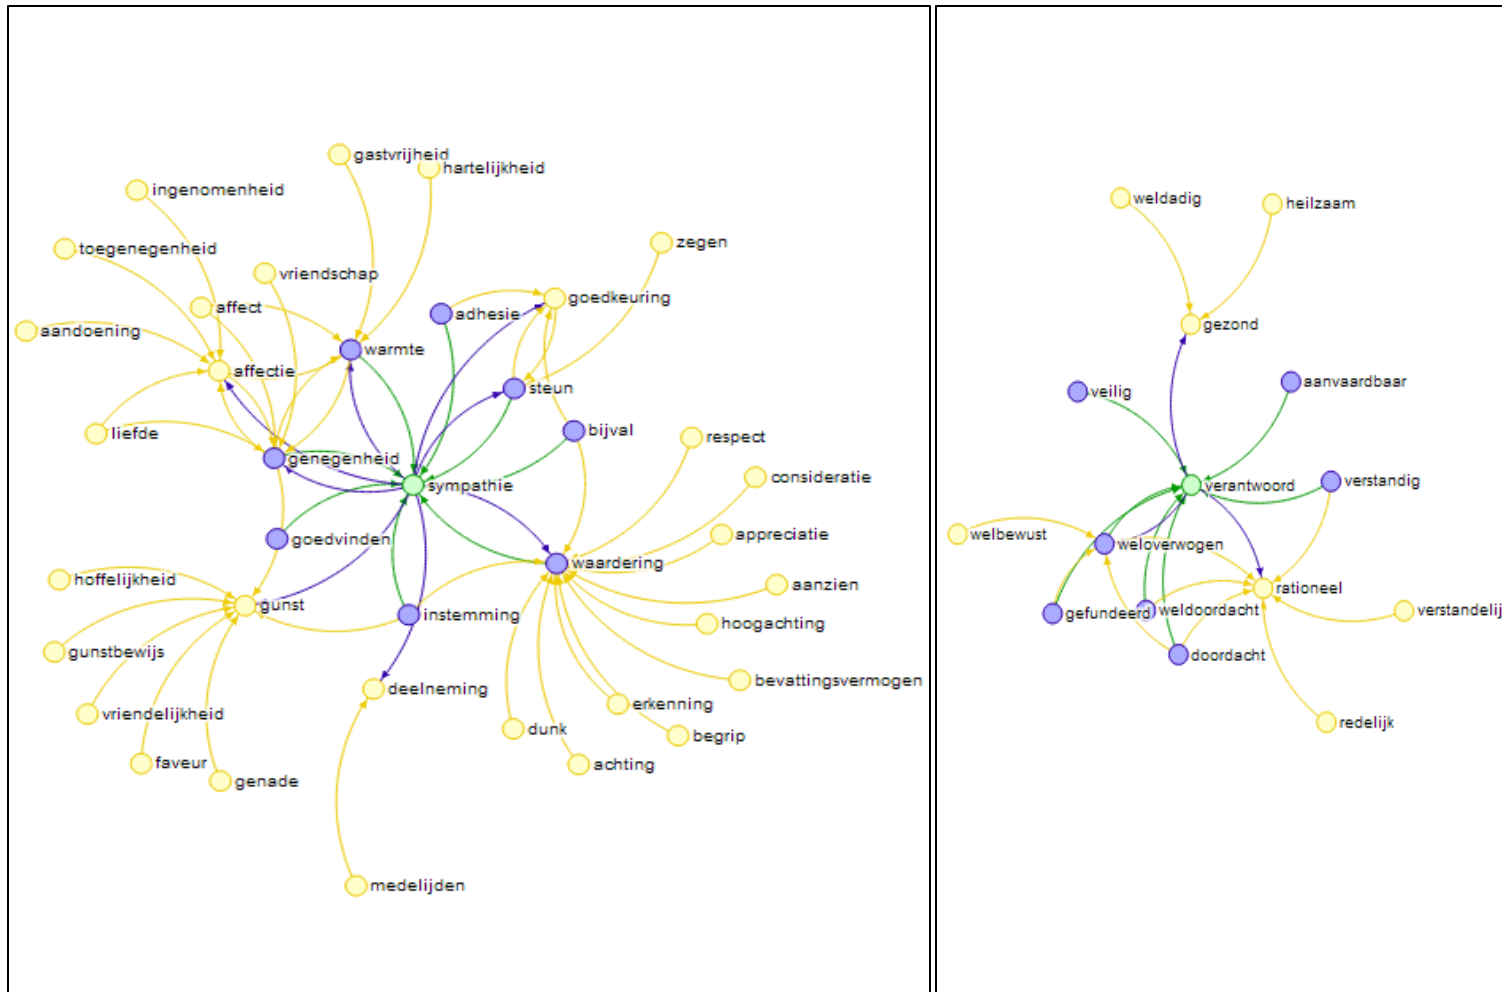 gastvrijheid
hartelijkheid
ingenomenheid
toegenegenheid
zegen
vriendschap
goedkeuring
affect
adhesie
aandoening
warmte
affectie
steun
liefde
bijval
respect
genegenheid
consideratie
sympathie
appreciatie
goedvinden
waardering
hoffelijkheid
aanzien
gunst
instemming
hoogachting
gunstbewijs
bevattingsvermogen
deelneming
erkenning
vriendelijkheid
dunk
begrip
faveur
achting
genade
medelijden
weldadig
heilzaam
gezond
veilig
aanvaardbaar
verantwoord
verstandig
welbewust
weloverwogen
rationeel
gefundeerd
weldoordacht
verstandelij
doordacht
redelijk